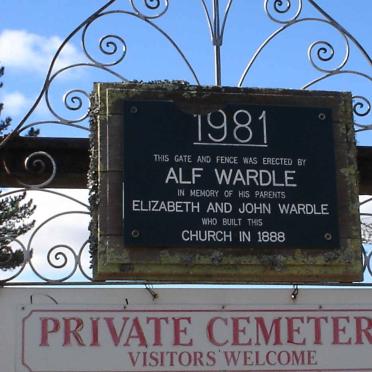 1981
THIS GATE AND FENCE WAS ERECTED BY
ALF WARDLE
IN MEMORY OF HIS PARENTS
ELIZABETH AND JOHN WARDLE
WHO BUILT THIS
CHURCH IN 1888
PRIVATE CEMETER
VISITORS WELCOME